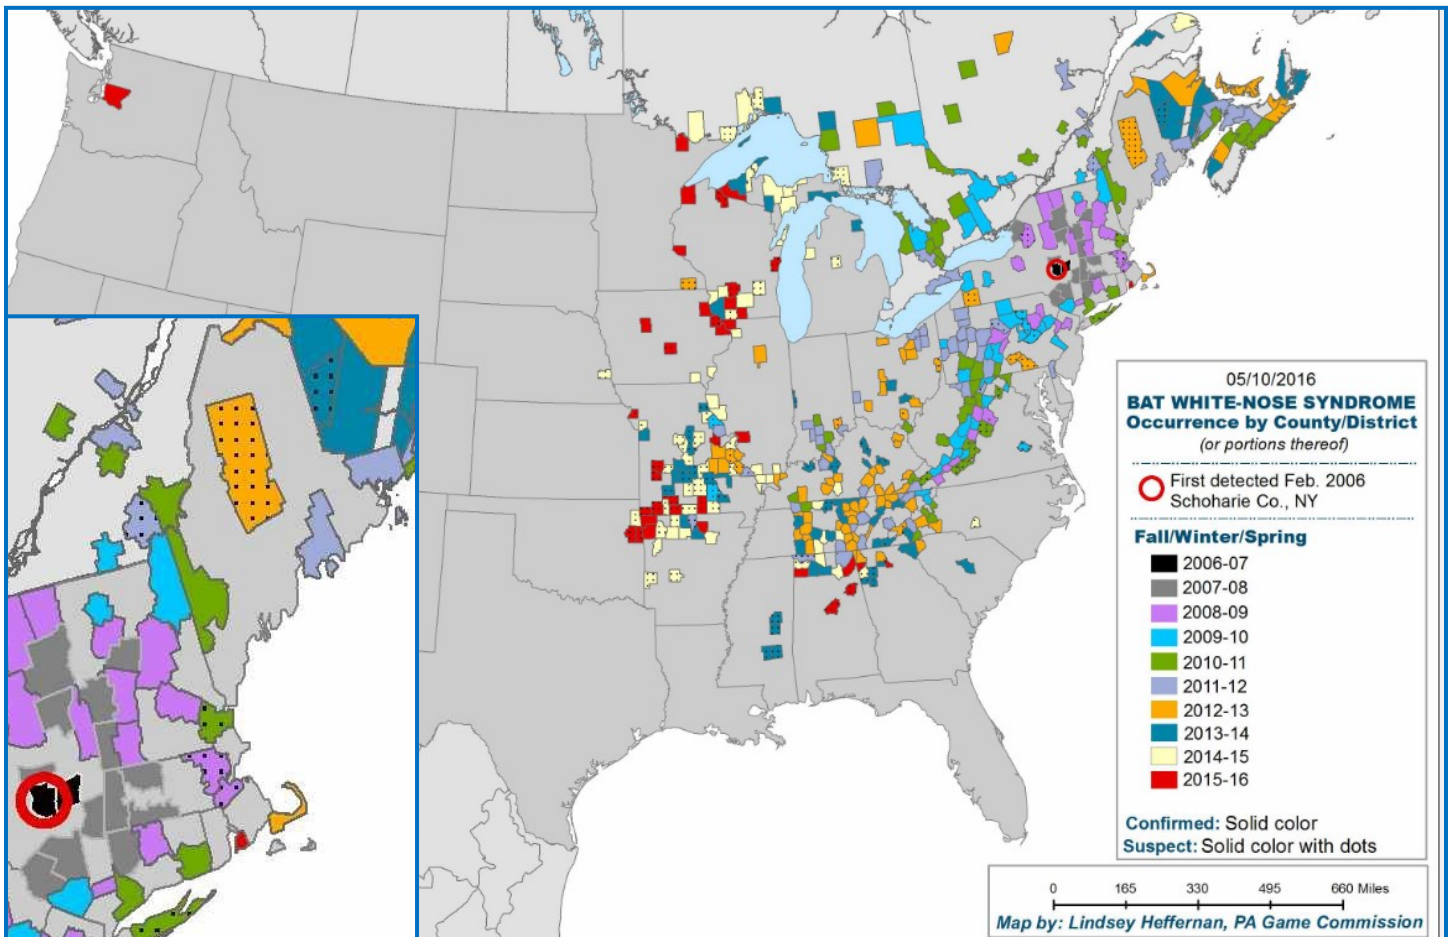 05/10/2016
BAT WHITE-NOSE SYNDROME
Occurrence by County/District
(or portions thereof)
First detected Feb. 2006
Schoharie Co., NY
Fall/Winter/Spring
2006-07
2007-08
2008-09
2009-10
2010-11
2011-12
2012-13
2013-14
2014-15
2015-16
Confirmed: Solid color
Suspect: Solid color with dots
0 165 330 495 660 Miles
Map by: Lindsey Heffernan, PA Game Commission